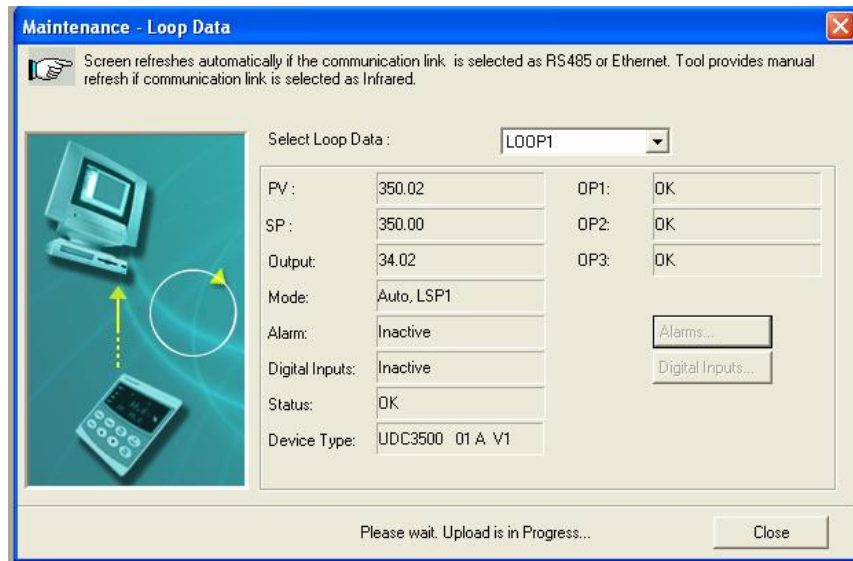 Maintenance - Loop Data
Screen refreshes automatically if the communication link is selected as RS485 or Ethernet. Tool provides manual
refresh if communication link is selected as Infrared.
Select Loop Data : LOOP1
PV : 350.02 OP1: OK
SP : 350.00 OP2: OK
Output: 34.02 OP3: OK
Mode: Auto, LSP1
Alarm: Inactive Alarms...
Digital Inputs: Inactive Digital Inputs...
Status: OK
Device Type: UDC3500 01 A V1
Please wait. Upload is in Progress... Close